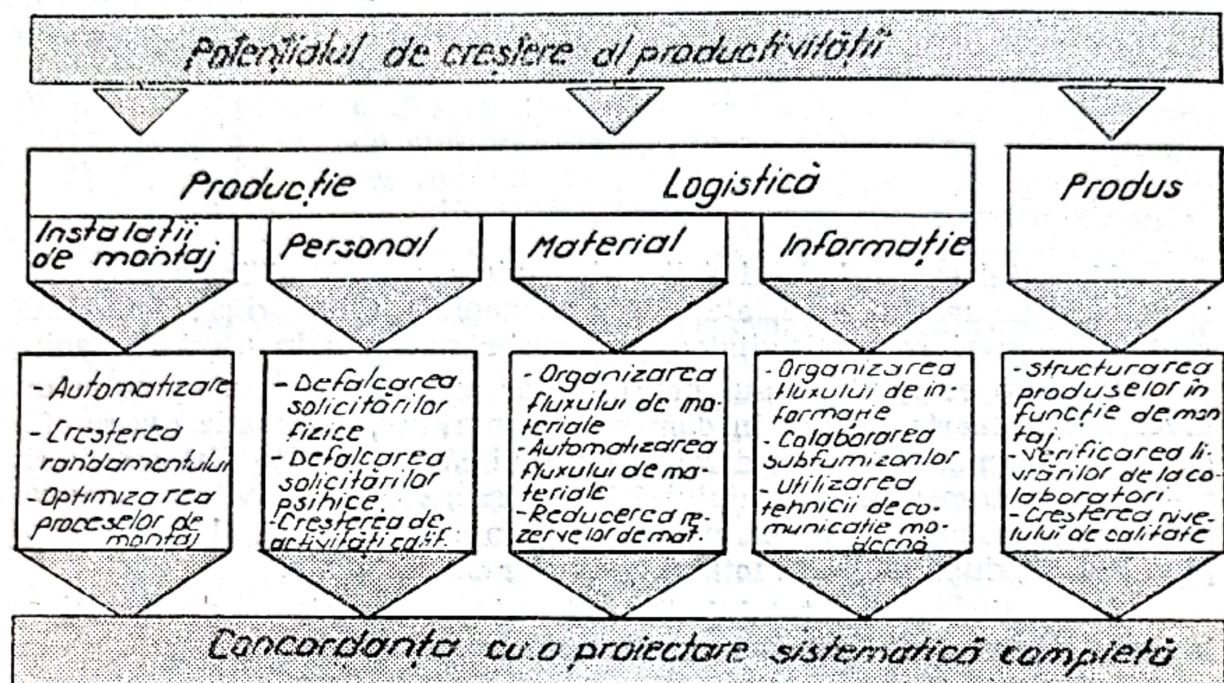 Potențialul de creștere al productivității
Producție
Logistică
Produs
Instalații
de montaj
Personal
Material
Informație
- Automatizare
- Creșterea
randamentului
- Optimizarea
proceselor de
montaj
- Defalcarea
solicitărilor
fizice
- Defalcarea
solicitărilor
psihice.
- Creșterea de
activități calif.
- Organizarea
fluxului de ma-
teriale
- Automatizarea
fluxului de ma-
teriale
- Reducerea re-
zervelor de mat.
- Organizarea
fluxului de in-
formație
- Colaborarea
subfurnizorilor
- Utilizarea
tehnicii de co-
municație mo-
dernă
- Structurarea
produselor în
funcție de mon
taj.
- Verificarea li-
vrărilor de la co-
laboratori.
- Creșterea nive-
lului de calitate
Concordanța cu o proiectare sistematică completă